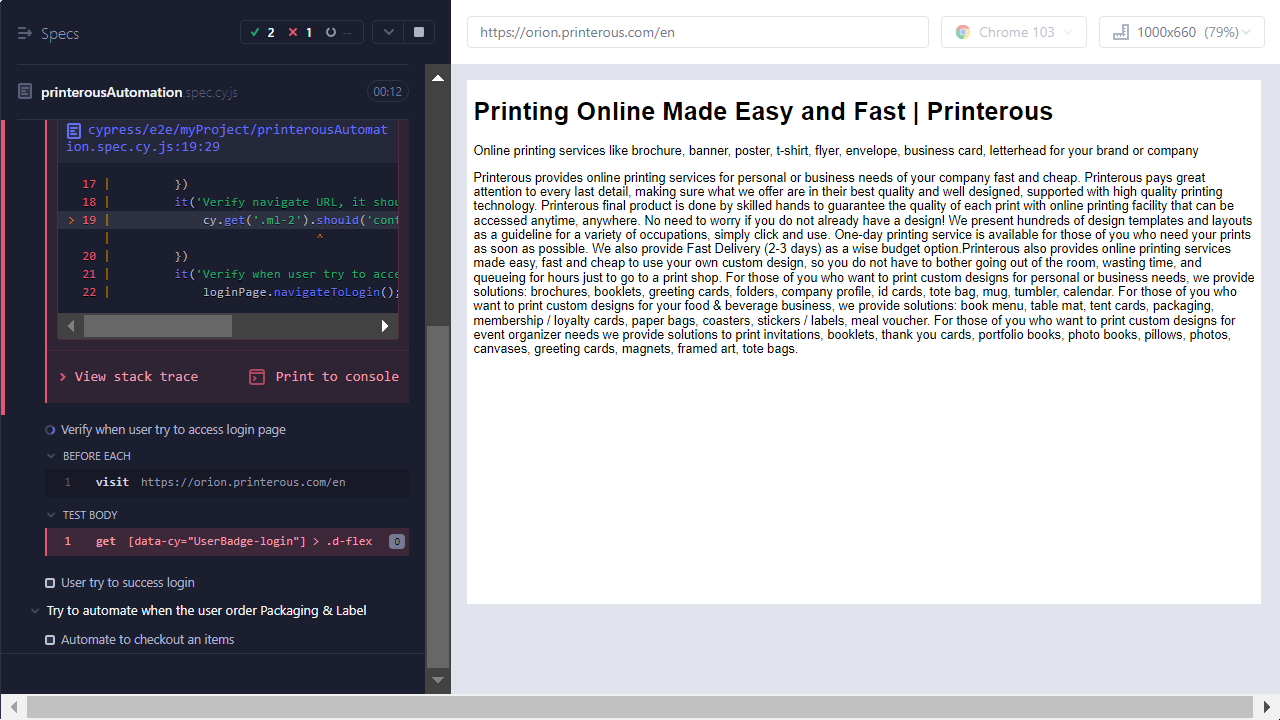 Specs
2
1
--
printerousAutomation.spec.cy.js
00:12
cypress/e2e/myProject/printerousAutomat
ion.spec.cy.js:19:29
17 | })
18 | it('Verify navigate URL, it shou
> 19 | cy.get('.ml-2').should('cont
| ^
20 | })
21 | it('Verify when user try to acce
22 | loginPage.navigateToLogin();
> View stack trace
Print to console
Verify when user try to access login page
BEFORE EACH
1 visit https://orion.printerous.com/en
TEST BODY
1 get [data-cy="UserBadge-login"] > .d-flex 0
User try to success login
Try to automate when the user order Packaging & Label
Automate to checkout an items
https://orion.printerous.com/en
Chrome 103
1000x660 (79%)
Printing Online Made Easy and Fast | Printerous
Online printing services like brochure, banner, poster, t-shirt, flyer, envelope, business card, letterhead for your brand or company
Printerous provides online printing services for personal or business needs of your company fast and cheap. Printerous pays great
attention to every last detail, making sure what we offer are in their best quality and well designed, supported with high quality printing
technology. Printerous final product is done by skilled hands to guarantee the quality of each print with online printing facility that can be
accessed anytime, anywhere. No need to worry if you do not already have a design! We present hundreds of design templates and layouts
as a guideline for a variety of occupations, simply click and use. One-day printing service is available for those of you who need your prints
as soon as possible. We also provide Fast Delivery (2-3 days) as a wise budget option.Printerous also provides online printing services
made easy, fast and cheap to use your own custom design, so you do not have to bother going out of the room, wasting time, and
queueing for hours just to go to a print shop. For those of you who want to print custom designs for personal or business needs, we provide
solutions: brochures, booklets, greeting cards, folders, company profile, id cards, tote bag, mug, tumbler, calendar. For those of you who
want to print custom designs for your food & beverage business, we provide solutions: book menu, table mat, tent cards, packaging,
membership / loyalty cards, paper bags, coasters, stickers / labels, meal voucher. For those of you who want to print custom designs for
event organizer needs we provide solutions to print invitations, booklets, thank you cards, portfolio books, photo books, pillows, photos,
canvases, greeting cards, magnets, framed art, tote bags.